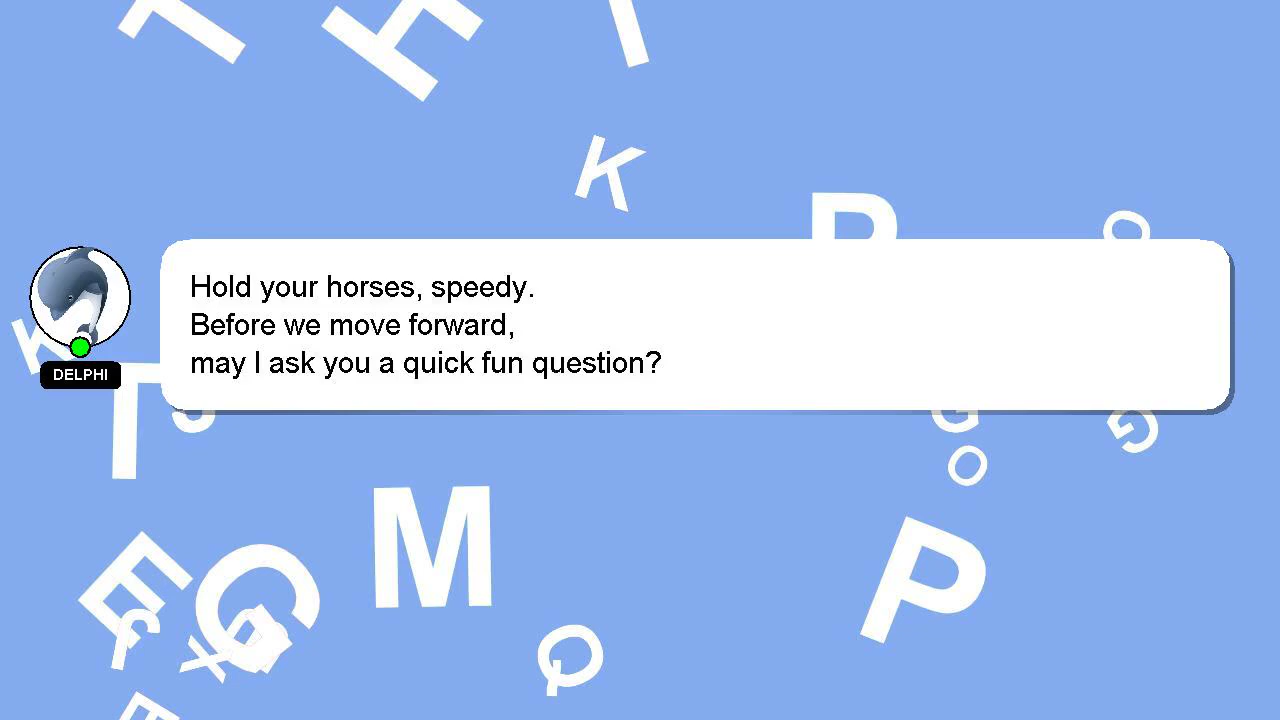 T
H
I
K
P
O
Hold your horses, speedy.
Before we move forward,
may I ask you a quick fun question?
K
DELPHI
T
G
G
O
M
P
E
G
X
Q
E